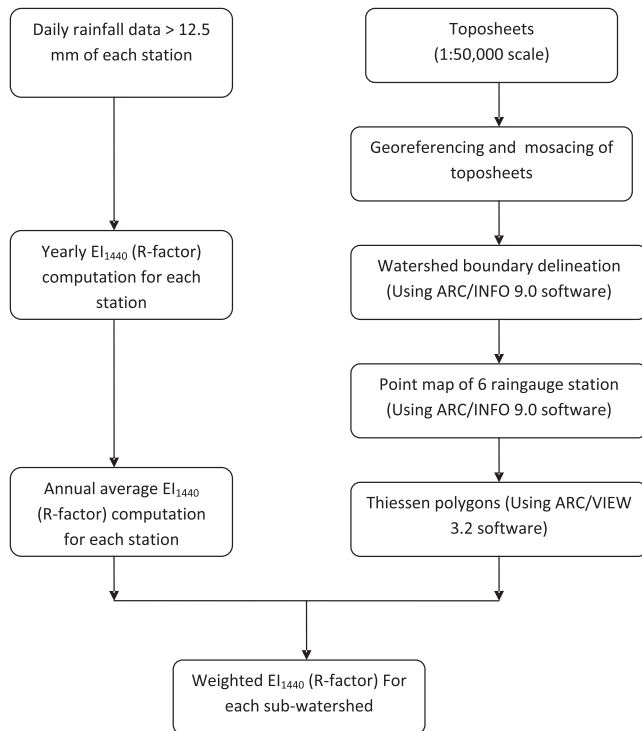 Daily rainfall data > 12.5
mm of each station
Toposheets
(1:50,000 scale)
Georeferencing and mosacing of
toposheets
Yearly EI₁₄₄₀ (R-factor)
computation for each
station
Watershed boundary delineation
(Using ARC/INFO 9.0 software)
Point map of 6 raingauge station
(Using ARC/INFO 9.0 software)
Annual average EI₁₄₄₀
(R-factor) computation
for each station
Thiessen polygons (Using ARC/VIEW
3.2 software)
Weighted EI₁₄₄₀ (R-factor) For
each sub-watershed